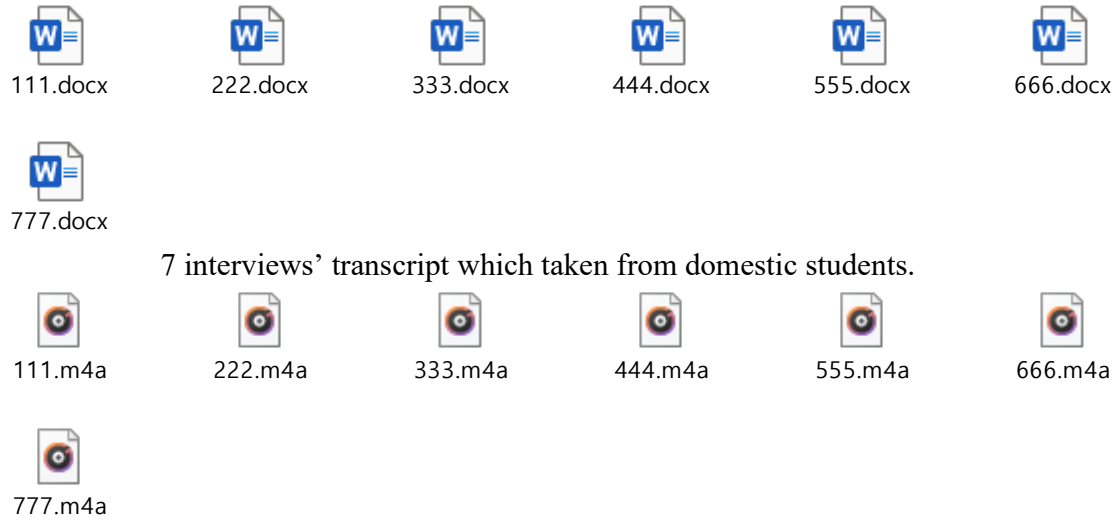 111.docx 222.docx 333.docx 444.docx 555.docx 666.docx
777.docx
7 interviews’ transcript which taken from domestic students.
111.m4a 222.m4a 333.m4a 444.m4a 555.m4a 666.m4a
777.m4a